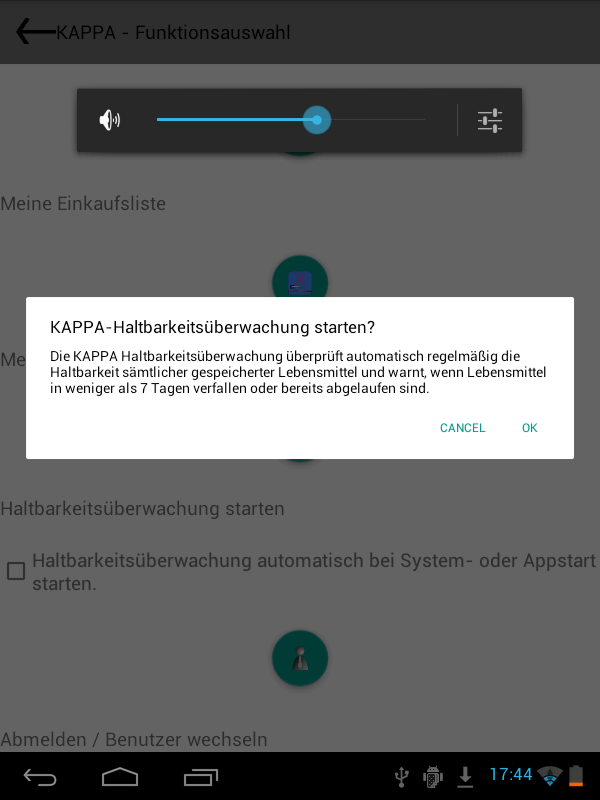 KAPPA - Funktionsauswahl
Meine Einkaufsliste
KAPPA-Haltbarkeitsüberwachung starten?
Die KAPPA Haltbarkeitsüberwachung überprüft automatisch regelmäßig die
Haltbarkeit sämtlicher gespeicherter Lebensmittel und warnt, wenn Lebensmittel
in weniger als 7 Tagen verfallen oder bereits abgelaufen sind.
CANCEL OK
Haltbarkeitsüberwachung starten
Haltbarkeitsüberwachung automatisch bei System- oder Appstart
starten.
Abmelden / Benutzer wechseln
17:44